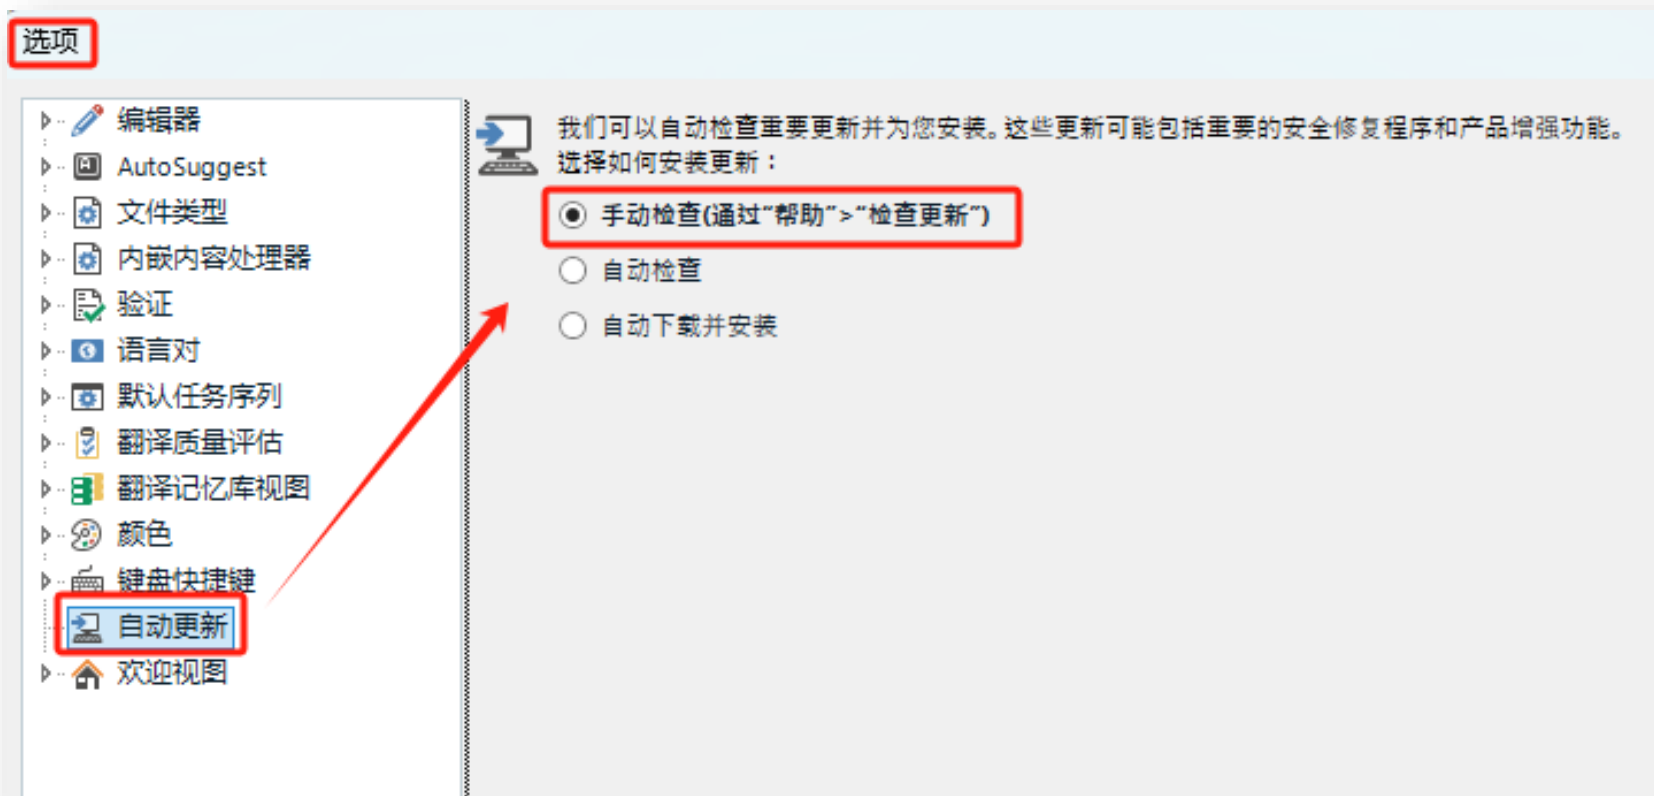 选项
编辑器
AutoSuggest
文件类型
内嵌内容处理器
验证
语言对
默认任务序列
翻译质量评估
翻译记忆库视图
颜色
键盘快捷键
自动更新
欢迎视图
我们可以自动检查重要更新并为您安装。这些更新可能包括重要的安全修复程序和产品增强功能。
选择如何安装更新：
手动检查(通过“帮助”>“检查更新”)
自动检查
自动下载并安装